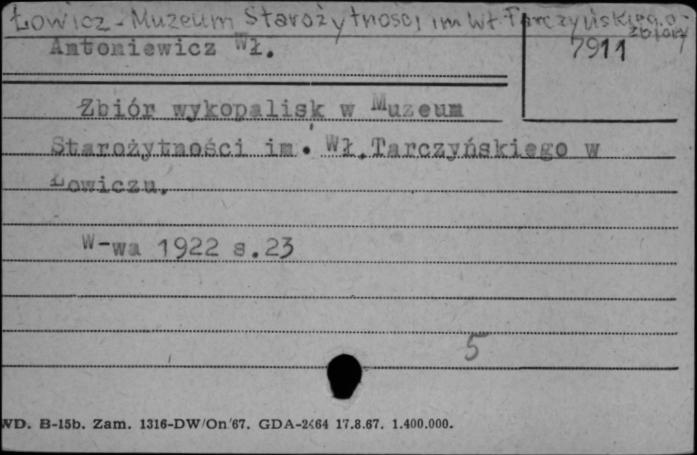 Łowicz - Muzeum Starożytności im Wł. Tarczyńskiego - zbiory
Antoniewicz Wł.
7911
Zbiór wykopalisk w Muzeum
Starożytności im. Wł.Tarczyńskiego w
Łowiczu.
W-wa 1922 s.23
5
WD. B-15b. Zam. 1316-DW/On/67. GDA-2464 17.8.67. 1.400.000.